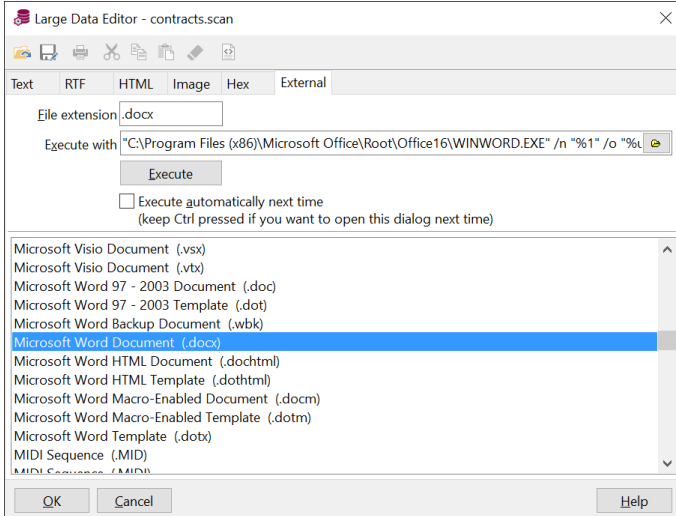 Large Data Editor - contracts.scan
Text RTF HTML Image Hex External
File extension .docx
Execute with "C:\Program Files (x86)\Microsoft Office\Root\Office16\WINWORD.EXE" /n "%1" /o "%u
Execute
Execute automatically next time
(keep Ctrl pressed if you want to open this dialog next time)
Microsoft Visio Document (.vsx)
Microsoft Visio Document (.vtx)
Microsoft Word 97 - 2003 Document (.doc)
Microsoft Word 97 - 2003 Template (.dot)
Microsoft Word Backup Document (.wbk)
Microsoft Word Document (.docx)
Microsoft Word HTML Document (.dochtml)
Microsoft Word HTML Template (.dothtml)
Microsoft Word Macro-Enabled Document (.docm)
Microsoft Word Macro-Enabled Template (.dotm)
Microsoft Word Template (.dotx)
MIDI Sequence (.MID)
MIDI Sequence (.MIDI)
OK Cancel Help